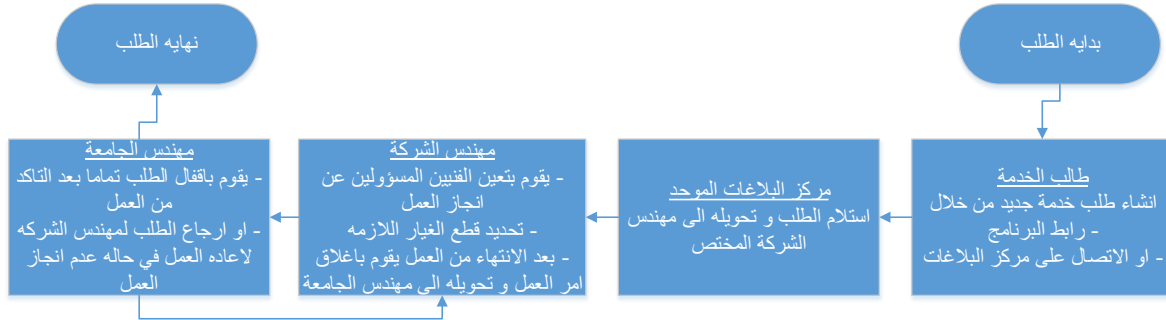 بدايه الطلب
نهايه الطلب
طالب الخدمة
انشاء طلب خدمة جديد من خلال
- رابط البرنامج
- او الاتصال على مركز البلاغات
مركز البلاغات الموحد
استلام الطلب و تحويله الى مهندس
الشركة المختص
مهندس الشركة
- يقوم بتعين الفنيين المسؤولين عن
انجاز العمل
- تحديد قطع الغيار اللازمه
- بعد الانتهاء من العمل يقوم باغلاق
امر العمل و تحويله الى مهندس الجامعة
مهندس الجامعة
- يقوم باقفال الطلب تماما بعد التاكد
من العمل
- او ارجاع الطلب لمهندس الشركه
لاعاده العمل في حاله عدم انجاز
العمل